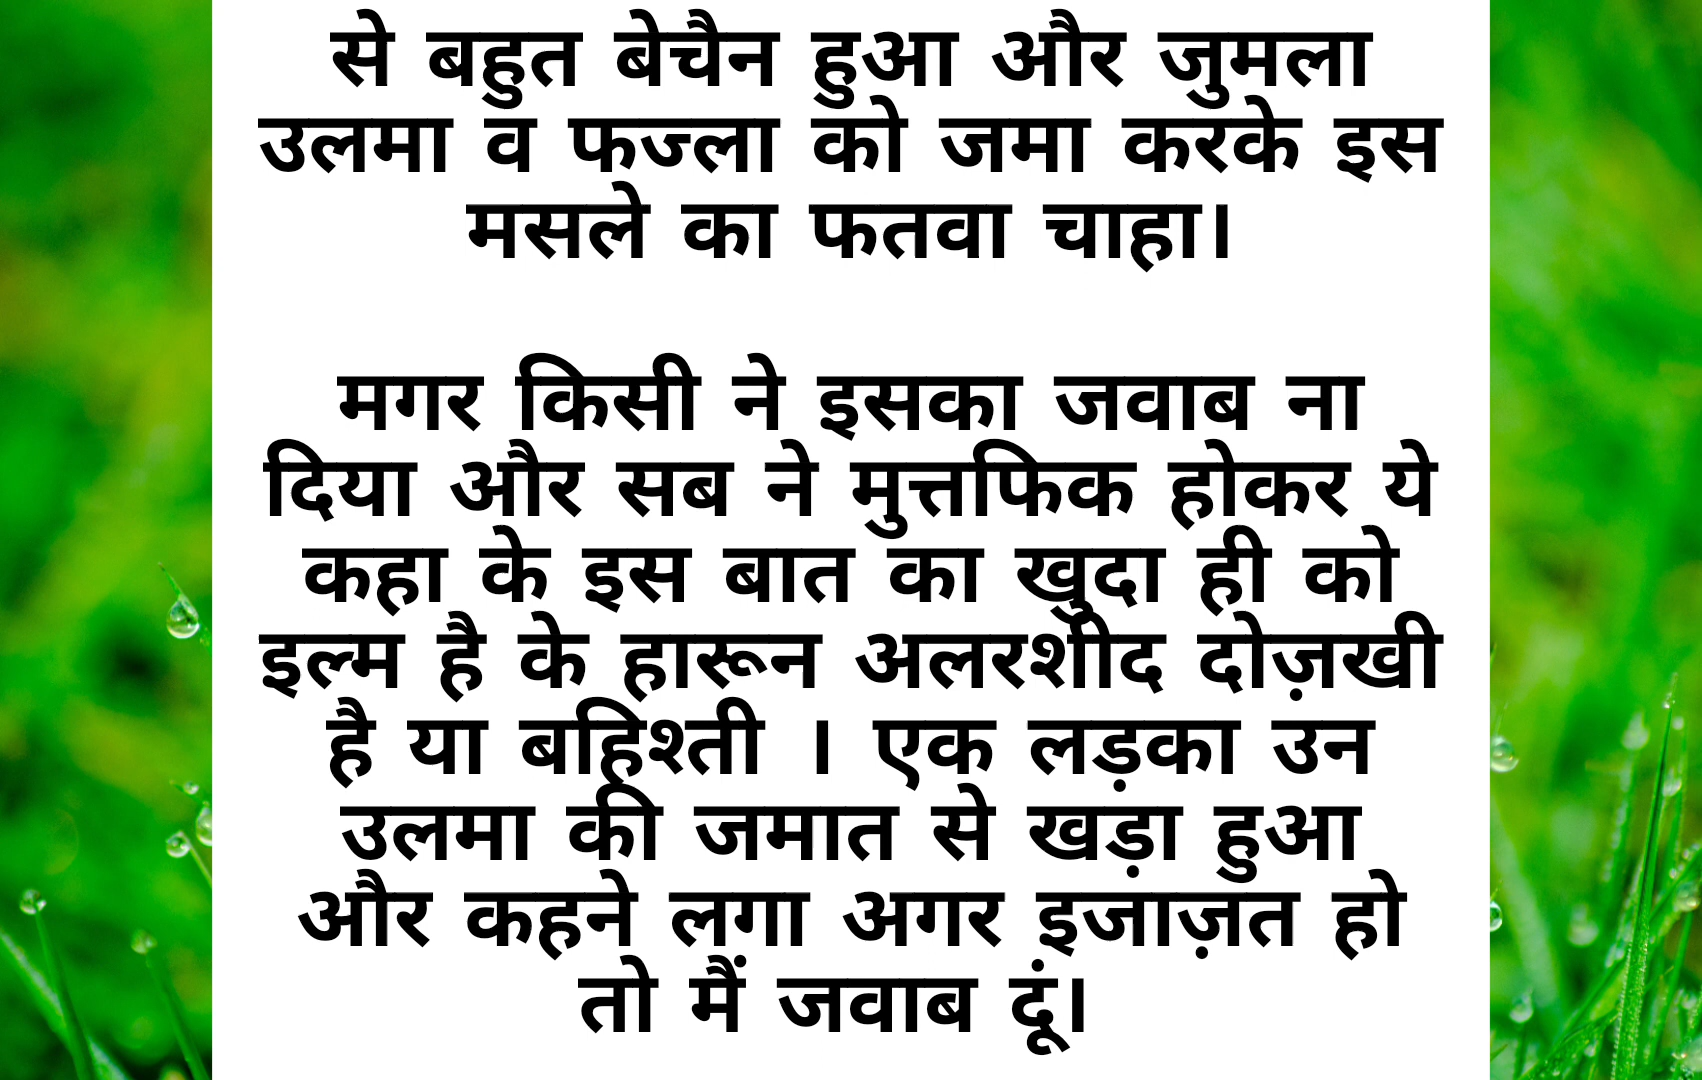 से बहुत बेचैन हुआ और जुमला
उलमा व फज्ला को जमा करके इस
मसले का फतवा चाहा।
मगर किसी ने इसका जवाब ना
दिया और सब ने मुत्तफिक होकर ये
कहा के इस बात का खुदा ही को
इल्म है के हारून अलरशीद दोज़खी
है या बहिश्ती । एक लड़का उन
उलमा की जमात से खड़ा हुआ
और कहने लगा अगर इजाज़त हो
तो मैं जवाब दूं।